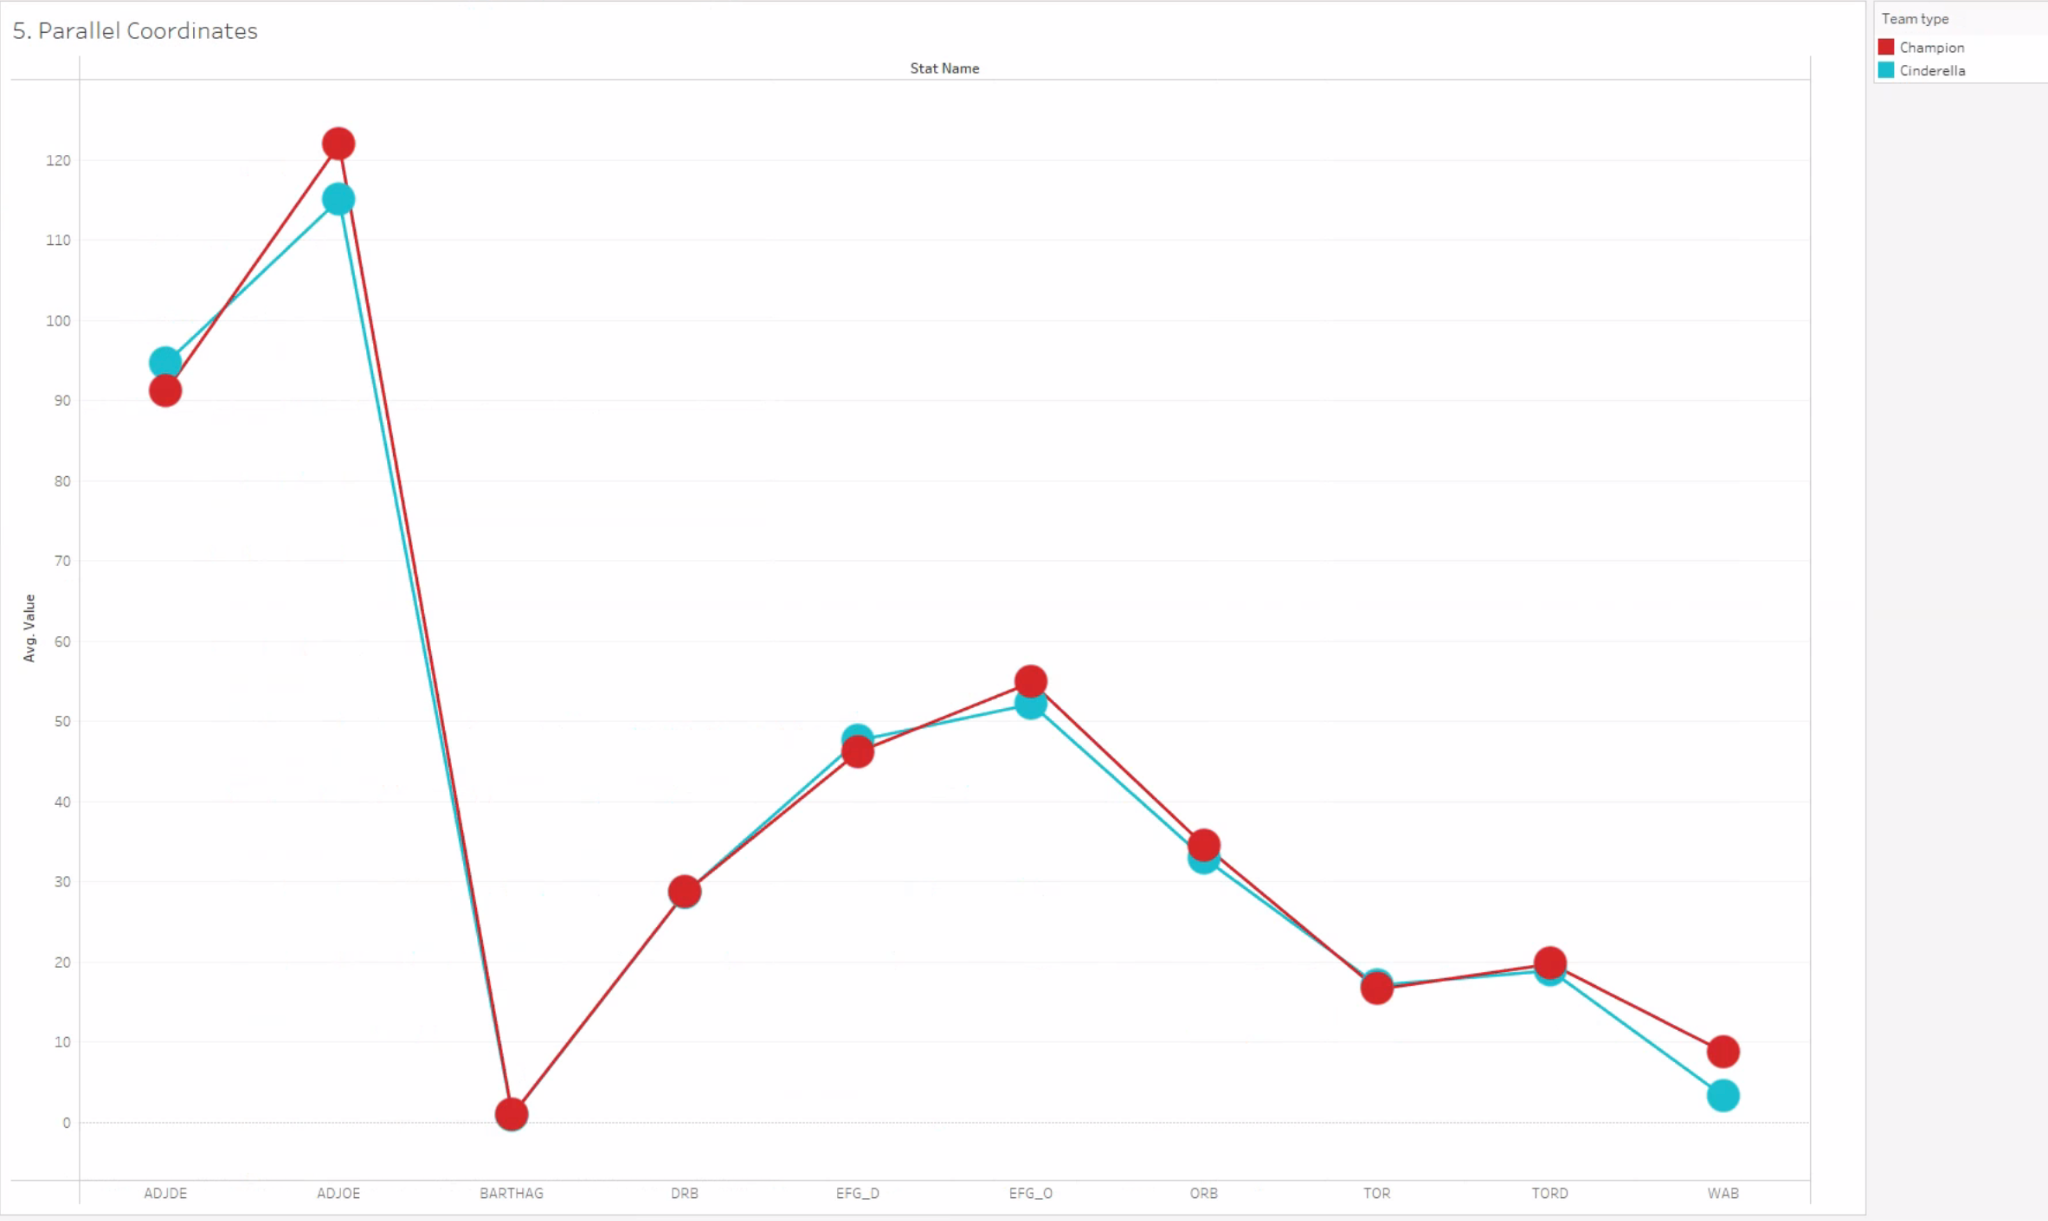 5. Parallel Coordinates
Team type
Champion
Cinderella
Stat Name
Avg. Value
120
110
100
90
80
70
60
50
40
30
20
10
0
ADJDE ADJOE BARTHAG DRB EFG_D EFG_O ORB TOR TORD WAB